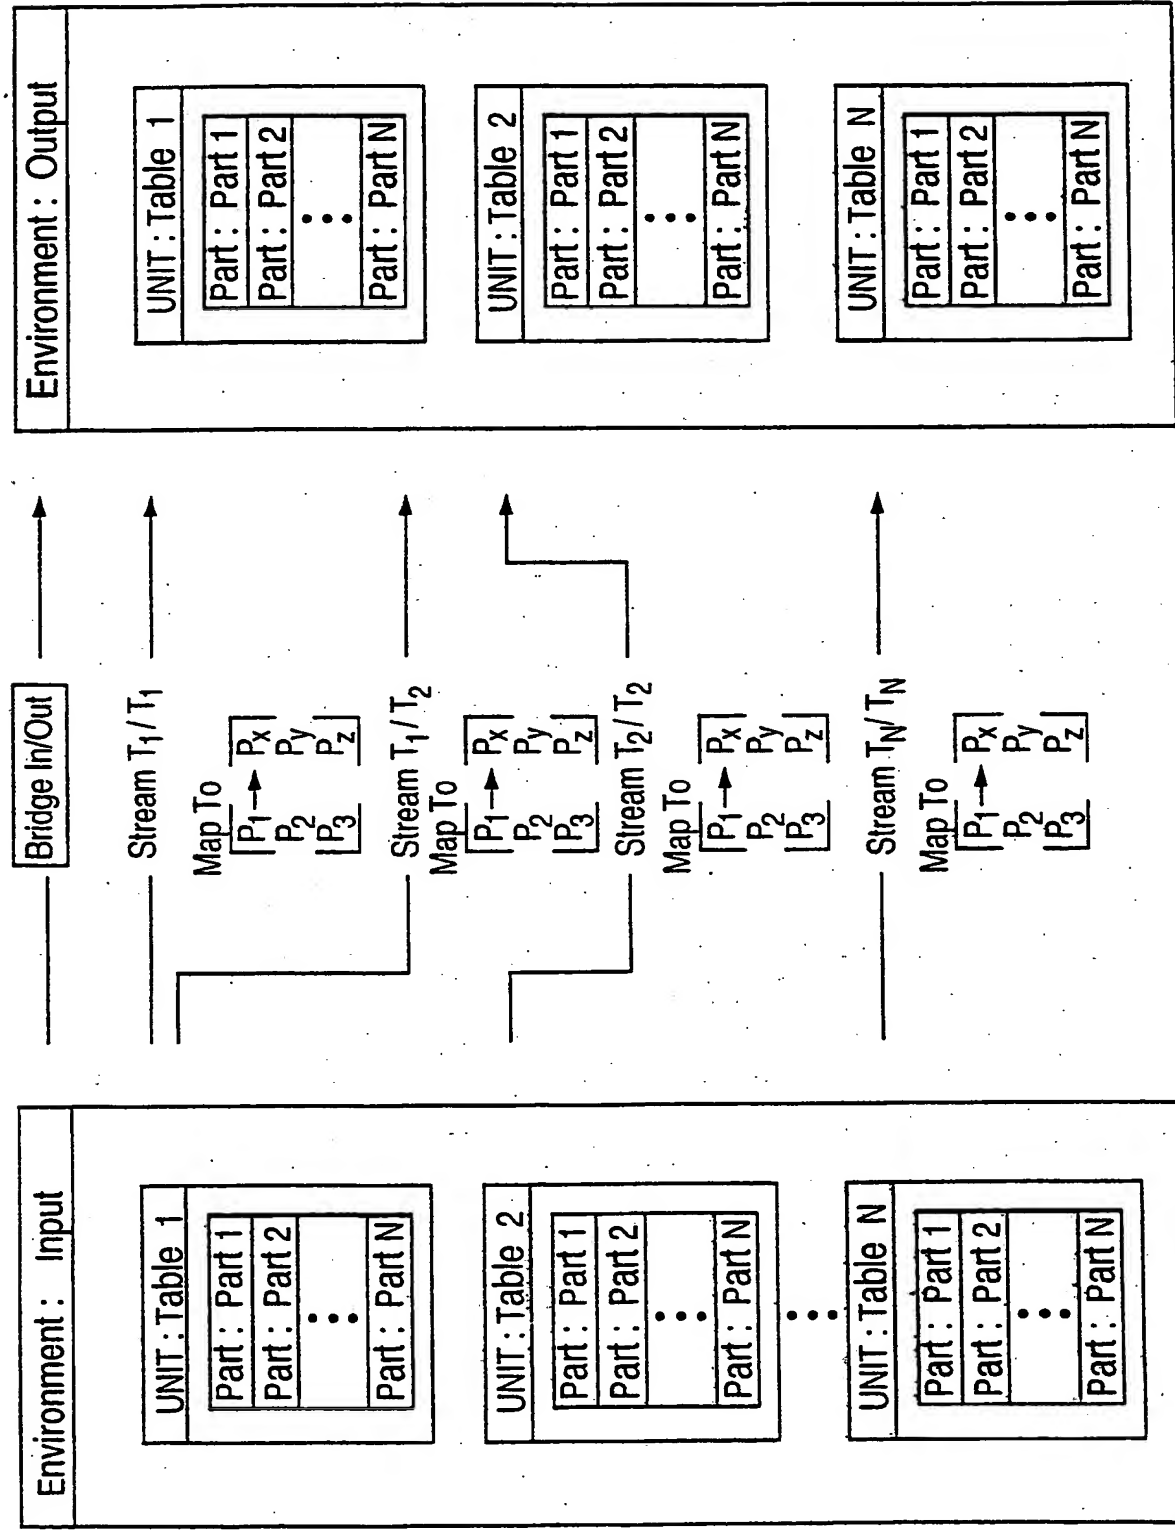 Environment : Input
UNIT : Table 1
Part : Part 1
Part : Part 2
Part : Part N
UNIT : Table 2
Part : Part 1
Part : Part 2
Part : Part N
UNIT : Table N
Part : Part 1
Part : Part 2
Part : Part N
Bridge In/Out
Stream T1/T1
Map To
P1 Px
P2 Py
P3 Pz
Stream T1/T2
Map To
P1 Px
P2 Py
P3 Pz
Stream T2/T2
Map To
P1 Px
P2 Py
P3 Pz
Stream TN/TN
Map To
P1 Px
P2 Py
P3 Pz
Environment : Output
UNIT : Table 1
Part : Part 1
Part : Part 2
Part : Part N
UNIT : Table 2
Part : Part 1
Part : Part 2
Part : Part N
UNIT : Table N
Part : Part 1
Part : Part 2
Part : Part N